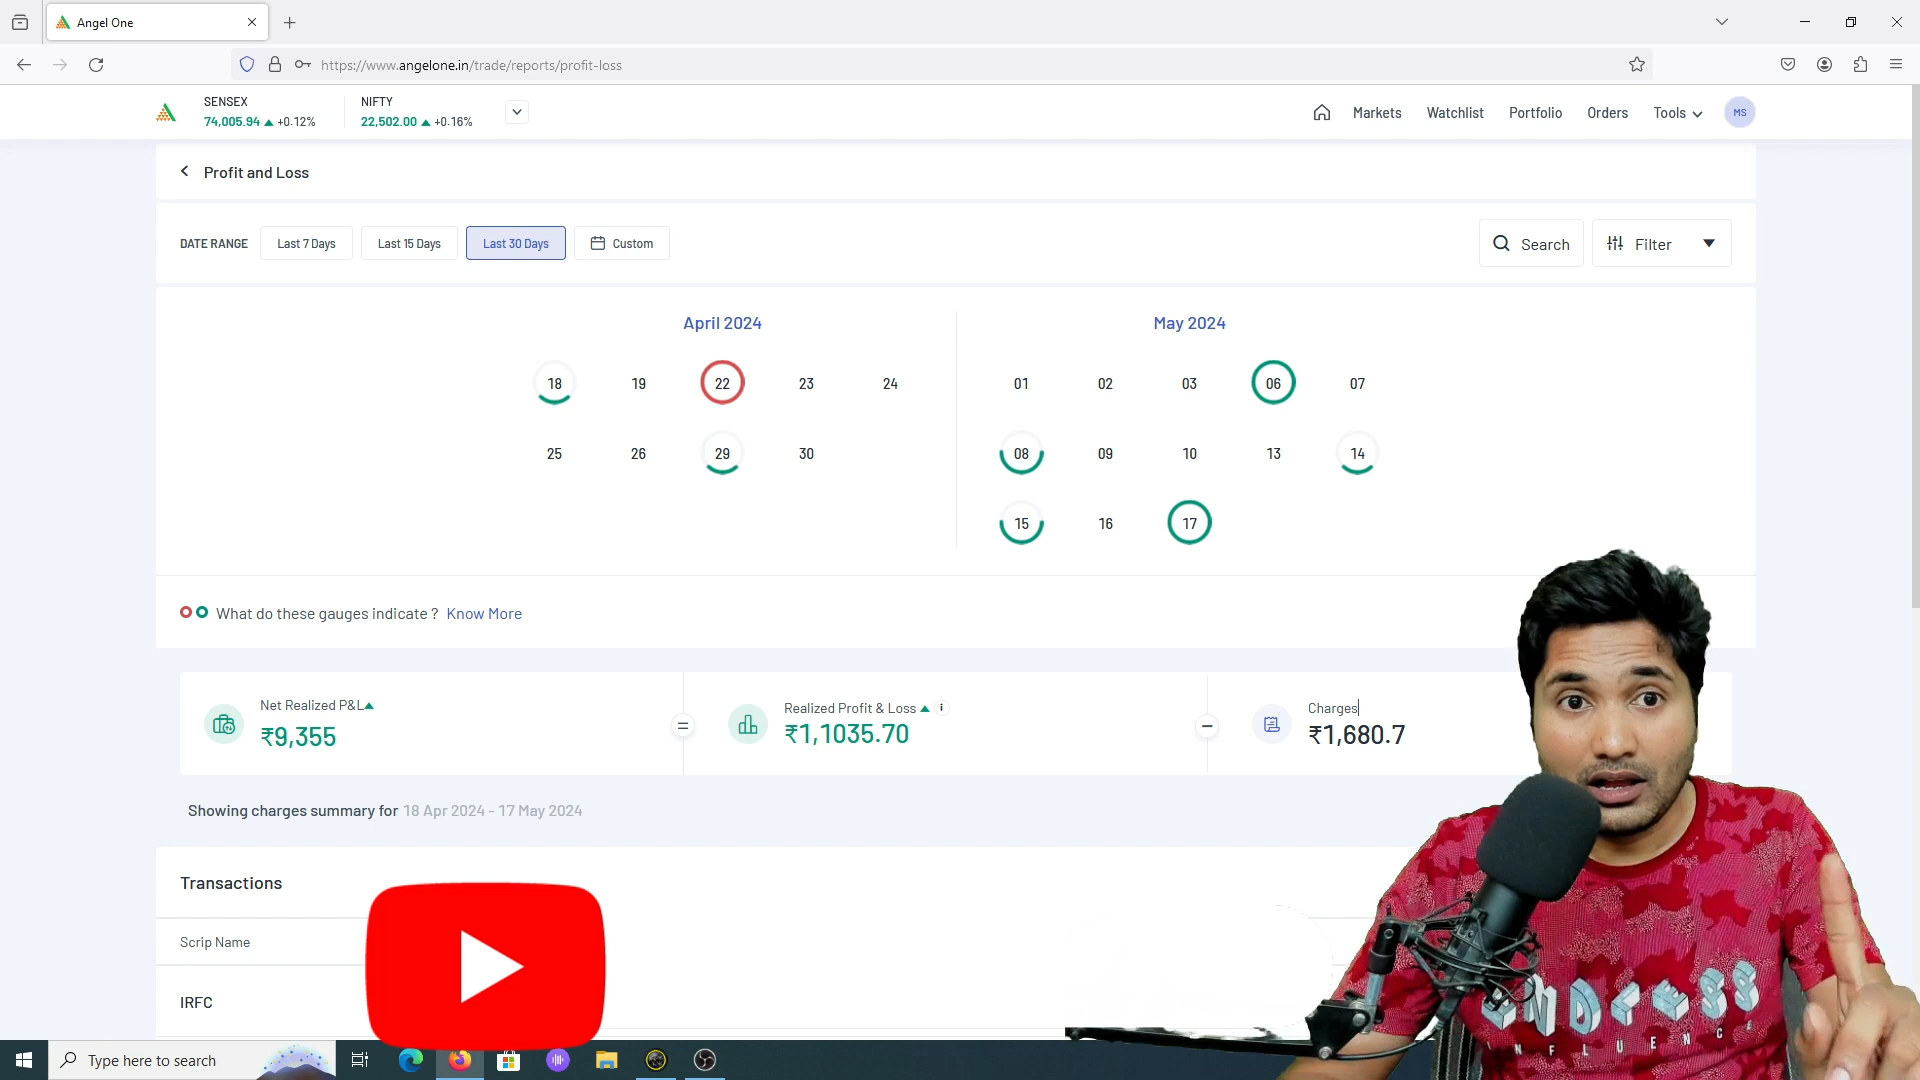 Angel One
https://www.angelone.in/trade/reports/profit-loss
SENSEX
74,005.94 +0.12%
NIFTY
22,502.00 +0.16%
Markets
Watchlist
Portfolio
Orders
Tools
MS
Profit and Loss
DATE RANGE
Last 7 Days
Last 15 Days
Last 30 Days
Custom
Search
Filter
April 2024
18 19 22 23 24
25 26 29 30
May 2024
01 02 03 06 07
08 09 10 13 14
15 16 17
What do these gauges indicate ? Know More
Net Realized P&L
₹9,355
=
Realized Profit & Loss i
₹1,1035.70
−
Charges
₹1,680.7
Showing charges summary for 18 Apr 2024 - 17 May 2024
Transactions
Scrip Name
IRFC
ENDLESS
INFLUENCE
Type here to search